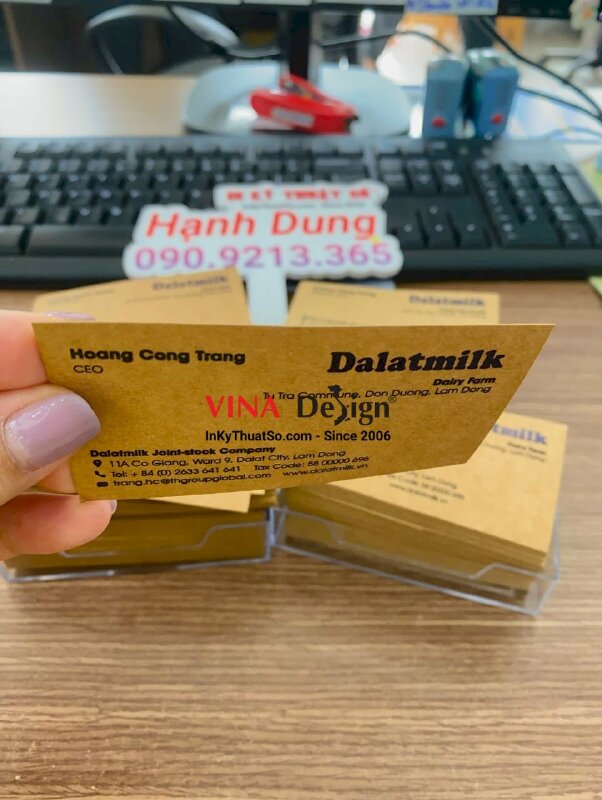 IN KỸ THUẬT SỐ
Hạnh Dung
090.9213.365
Dalatmilk
Dalatmilk
Hoang Cong Trang
CEO
Dalatmilk
Dairy Farm
Tu Tra Commune, Don Duong, Lam Dong
VINA Design®
InKyThuatSo.com - Since 2006
Dalatmilk Joint-stock Company
11A Co Giang, Ward 9, Dalat City, Lam Dong
Tel: +84 (0) 2633 641 641 Tax Code: 58 00000 696
trang.hc@thgroupglobal.com www.dalatmilk.vn